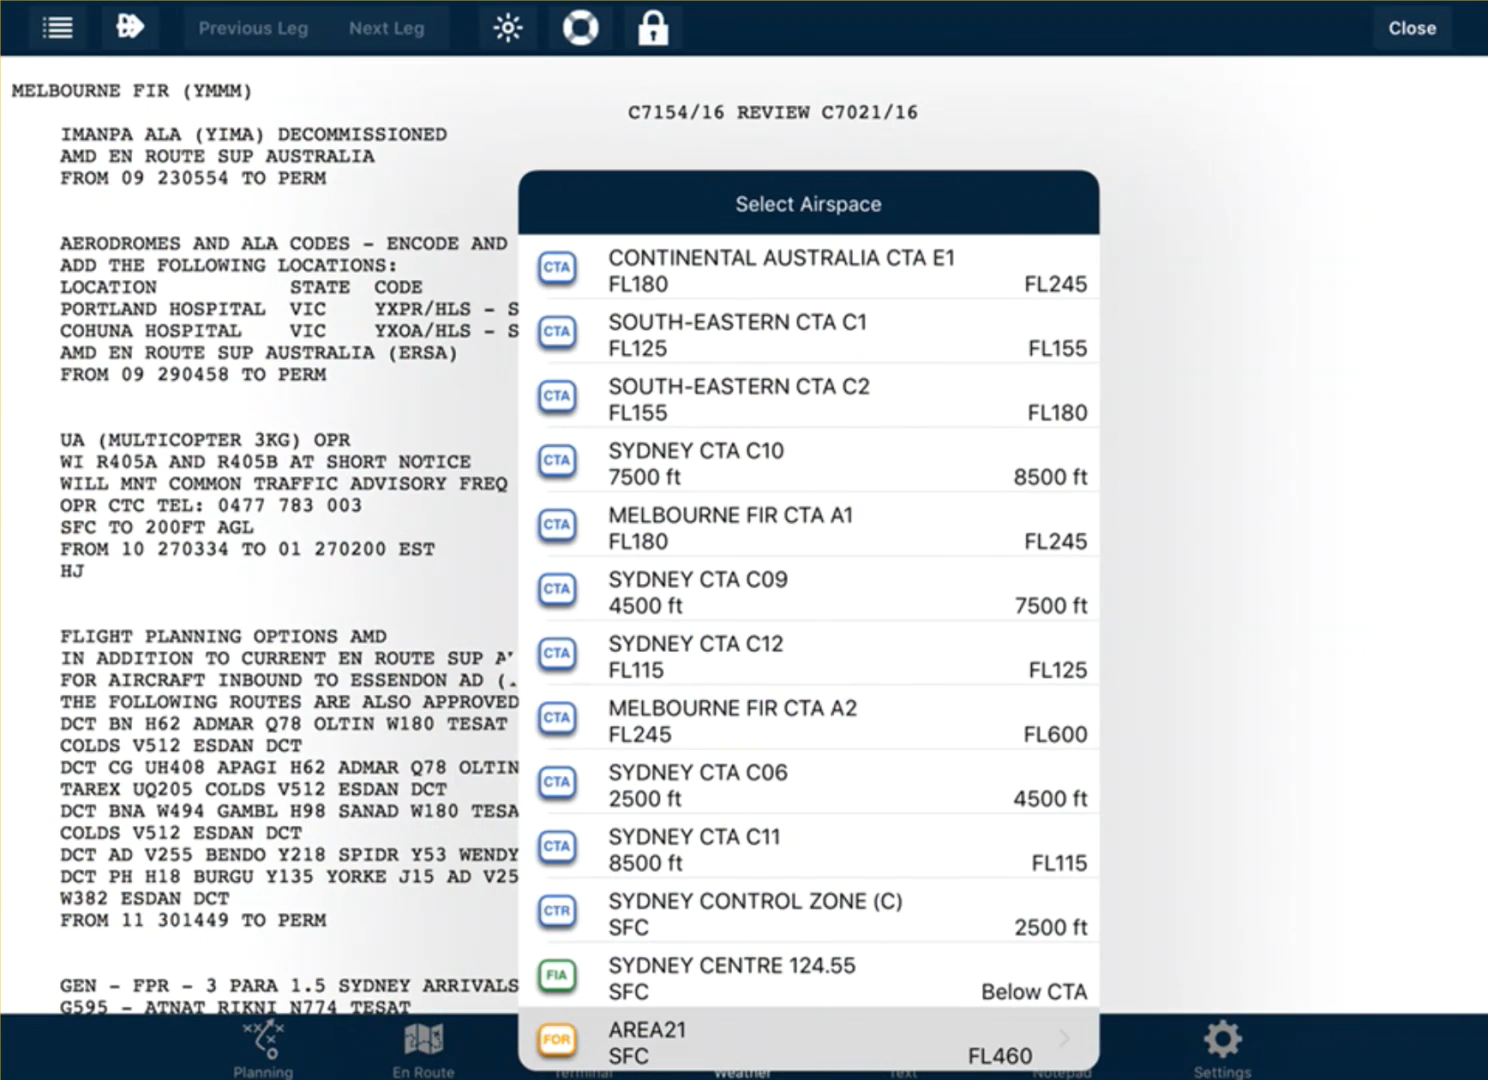 Previous Leg
Next Leg
Close
MELBOURNE FIR (YMMM)
C7154/16 REVIEW C7021/16
IMANPA ALA (YIMA) DECOMMISSIONED
AMD EN ROUTE SUP AUSTRALIA
FROM 09 230554 TO PERM
AERODROMES AND ALA CODES - ENCODE AND
ADD THE FOLLOWING LOCATIONS:
LOCATION STATE CODE
PORTLAND HOSPITAL VIC YXPR/HLS - S
COHUNA HOSPITAL VIC YXOA/HLS - S
AMD EN ROUTE SUP AUSTRALIA (ERSA)
FROM 09 290458 TO PERM
UA (MULTICOPTER 3KG) OPR
WI R405A AND R405B AT SHORT NOTICE
WILL MNT COMMON TRAFFIC ADVISORY FREQ
OPR CTC TEL: 0477 783 003
SFC TO 200FT AGL
FROM 10 270334 TO 01 270200 EST
HJ
FLIGHT PLANNING OPTIONS AMD
IN ADDITION TO CURRENT EN ROUTE SUP
FOR AIRCRAFT INBOUND TO ESSENDON AD
THE FOLLOWING ROUTES ARE ALSO APPROVED
DCT BN H62 ADMAR Q78 OLTIN W180 TESAT
COLDS V512 ESDAN DCT
DCT CG UH408 APAGI H62 ADMAR Q78 OLTIN
TAREX UQ205 COLDS V512 ESDAN DCT
DCT BNA W494 GAMBL H98 SANAD W180 TESA
COLDS V512 ESDAN DCT
DCT AD V255 BENDO Y218 SPIDR Y53 WENDY
DCT PH H18 BURGU Y135 YORKE J15 AD V25
W382 ESDAN DCT
FROM 11 301449 TO PERM
GEN - FPR - 3 PARA 1.5 SYDNEY ARRIVALS
G595 - ATNAT RIKNI N774 TESAT
Select Airspace
CTA CONTINENTAL AUSTRALIA CTA E1
FL180 FL245
CTA SOUTH-EASTERN CTA C1
FL125 FL155
CTA SOUTH-EASTERN CTA C2
FL155 FL180
CTA SYDNEY CTA C10
7500 ft 8500 ft
CTA MELBOURNE FIR CTA A1
FL180 FL245
CTA SYDNEY CTA C09
4500 ft 7500 ft
CTA SYDNEY CTA C12
FL115 FL125
CTA MELBOURNE FIR CTA A2
FL245 FL600
CTA SYDNEY CTA C06
2500 ft 4500 ft
CTA SYDNEY CTA C11
8500 ft FL115
CTR SYDNEY CONTROL ZONE (C)
SFC 2500 ft
FIA SYDNEY CENTRE 124.55
SFC Below CTA
FOR AREA21
SFC FL460
Planning
En Route
Terminal
Weather
Text
Notepad
Settings